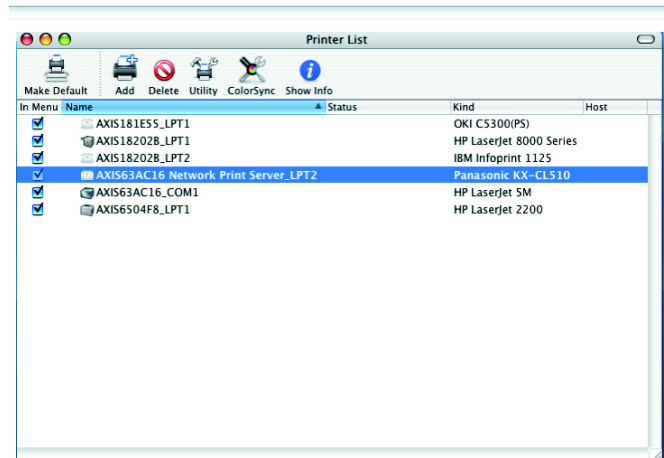 Printer List
Make Default Add Delete Utility ColorSync Show Info
In Menu Name Status Kind Host
AXIS181E55_LPT1 OKI C5300(PS)
AXIS18202B_LPT1 HP LaserJet 8000 Series
AXIS18202B_LPT2 IBM Infoprint 1125
AXIS63AC16 Network Print Server_LPT2 Panasonic KX-CL510
AXIS63AC16_COM1 HP LaserJet 5M
AXIS6504F8_LPT1 HP LaserJet 2200